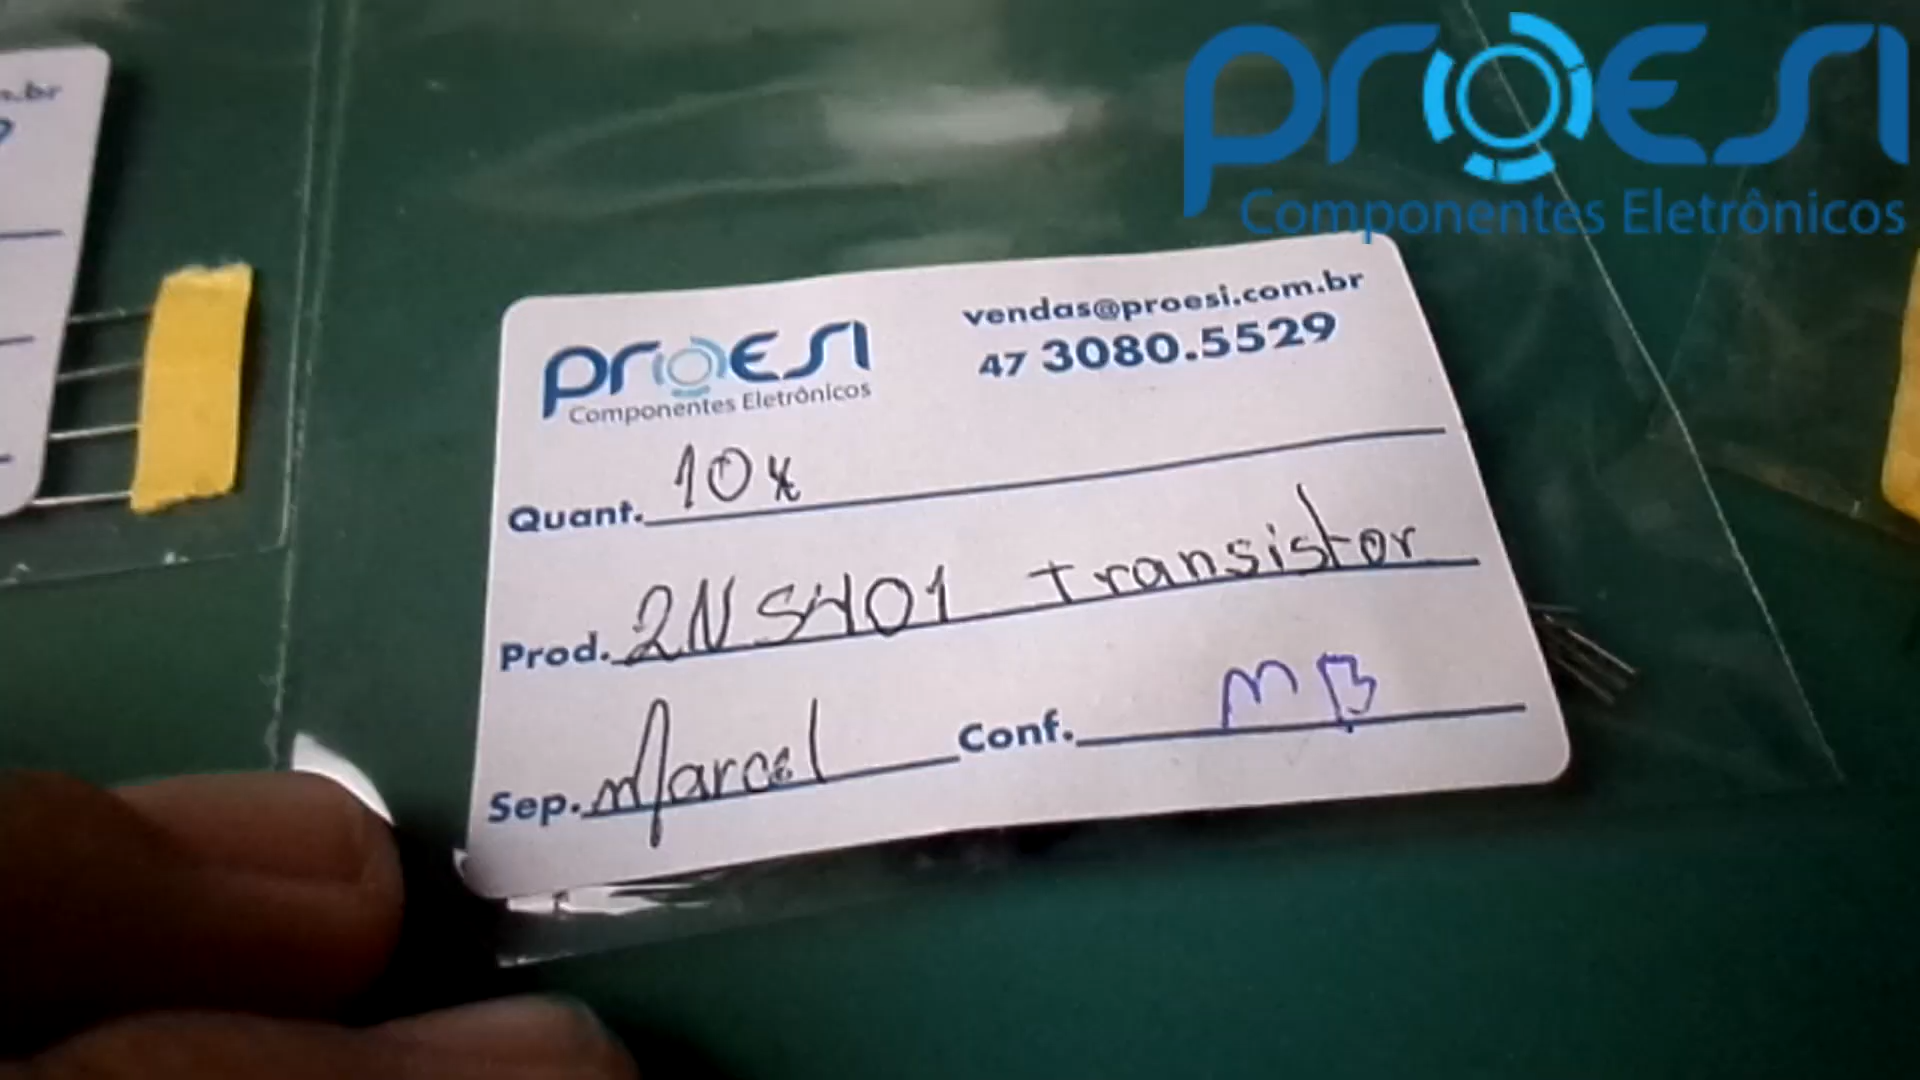 PROESI
Componentes Eletrônicos
n.br
PROESI
Componentes Eletrônicos
vendas@proesi.com.br
47 3080.5529
Quant. 10x
Prod. 2N5401 Transistor
Sep. Marcel Conf. MB